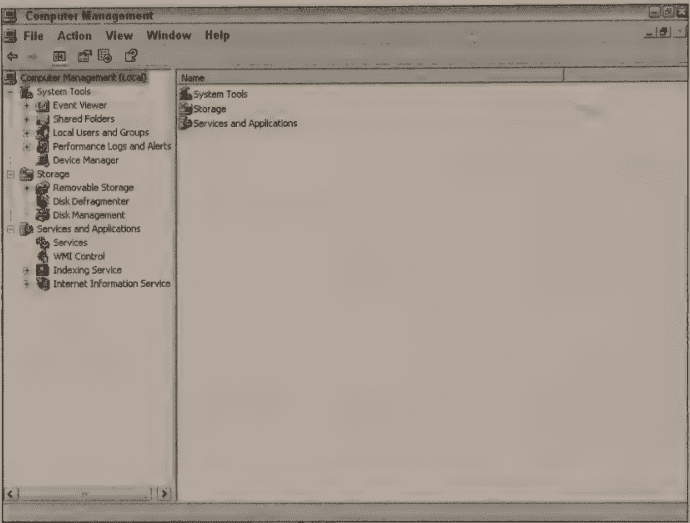 Computer Management
File Action View Window Help
Computer Management (Local)
System Tools
Event Viewer
Shared Folders
Local Users and Groups
Performance Logs and Alerts
Device Manager
Storage
Removable Storage
Disk Defragmenter
Disk Management
Services and Applications
Services
WMI Control
Indexing Service
Internet Information Service
Name
System Tools
Storage
Services and Applications